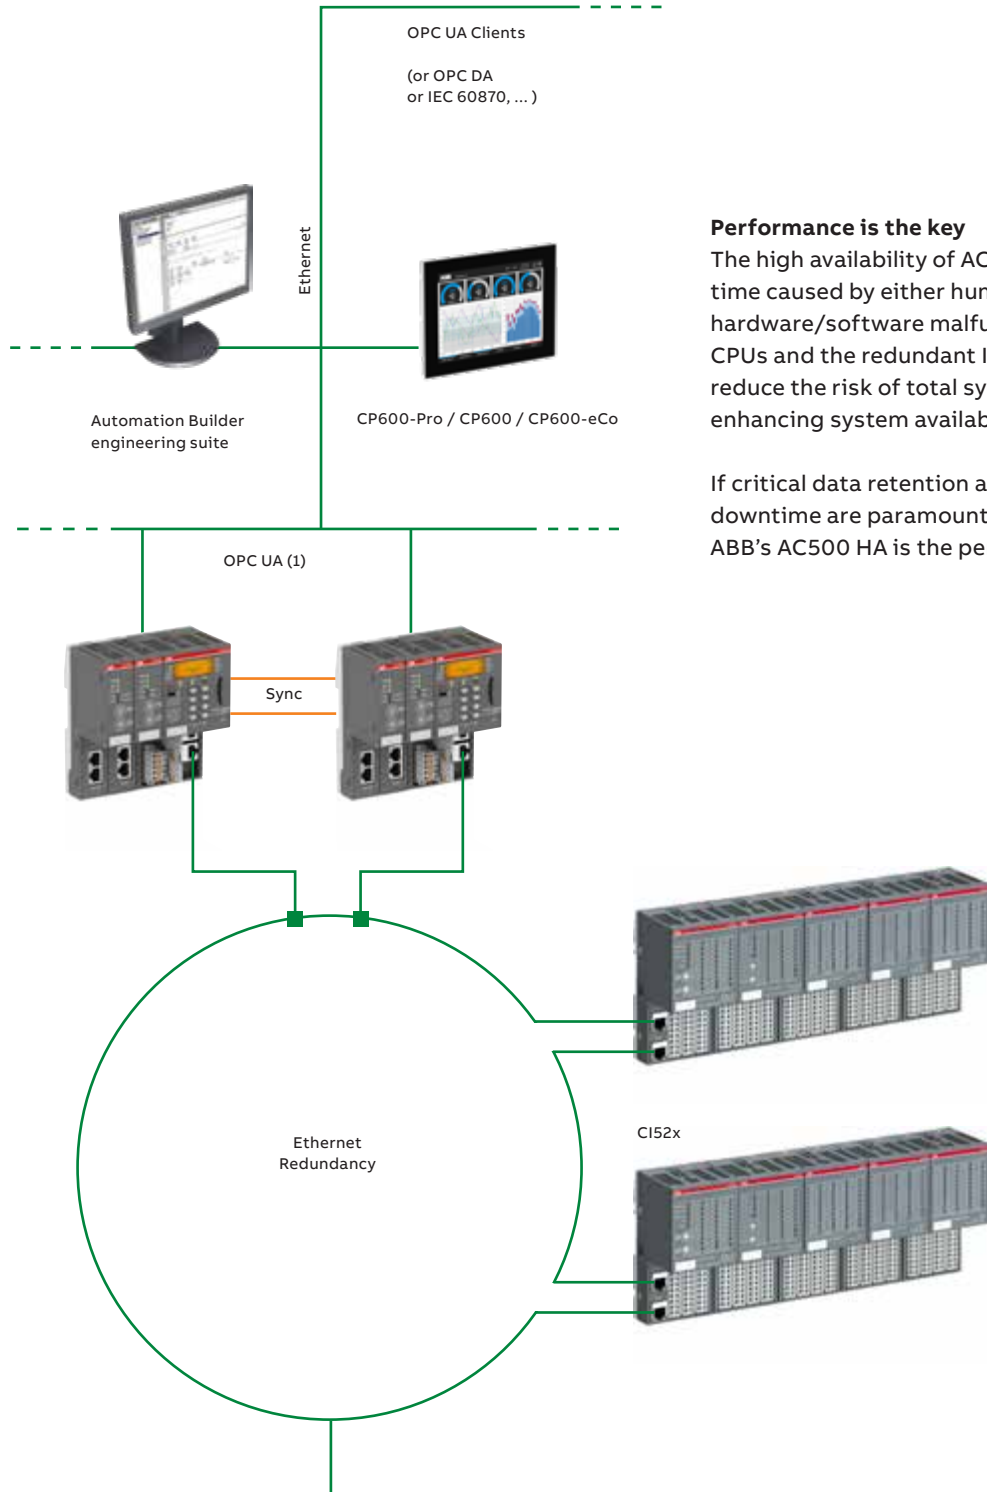 OPC UA Clients
(or OPC DA
or IEC 60870, ... )
Ethernet
Performance is the key
The high availability of AC
time caused by either hum
hardware/software malfu
CPUs and the redundant I
reduce the risk of total sy
enhancing system availab
If critical data retention a
downtime are paramount
ABB's AC500 HA is the pe
Automation Builder
engineering suite
CP600-Pro / CP600 / CP600-eCo
OPC UA (1)
Sync
Ethernet
Redundancy
CI52x